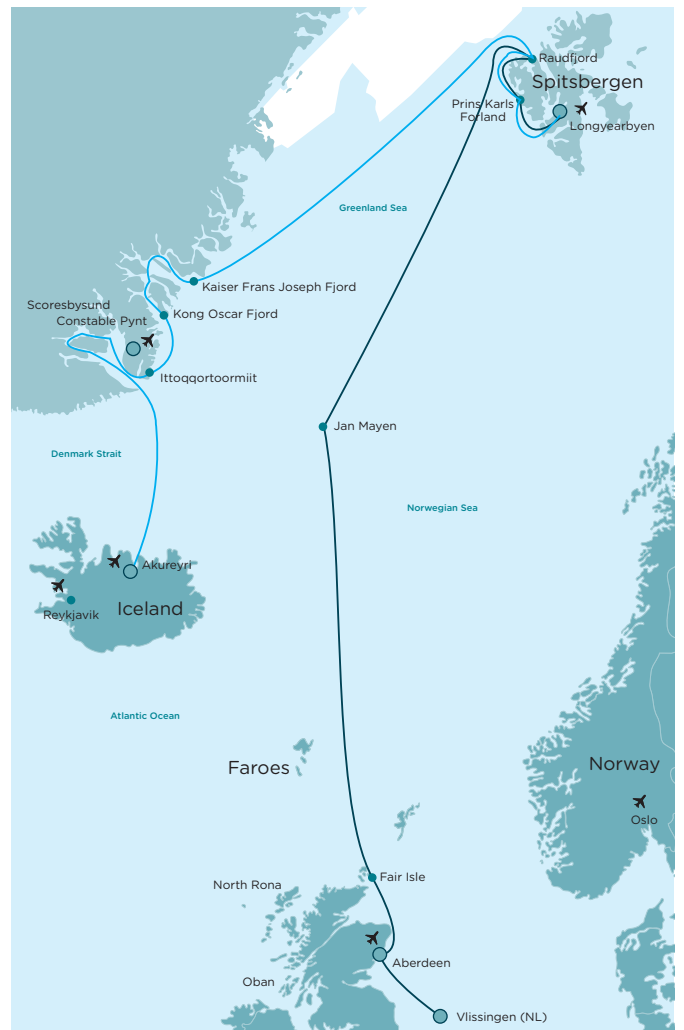 Raudfjord
Spitsbergen
Prins Karls
Forland
Longyearbyen
Greenland Sea
Kaiser Frans Joseph Fjord
Scoresbysund
Kong Oscar Fjord
Constable Pynt
Ittoqqortoormiit
Jan Mayen
Denmark Strait
Norwegian Sea
Akureyri
Iceland
Reykjavik
Atlantic Ocean
Faroes
Norway
Oslo
Fair Isle
North Rona
Aberdeen
Oban
Vlissingen (NL)